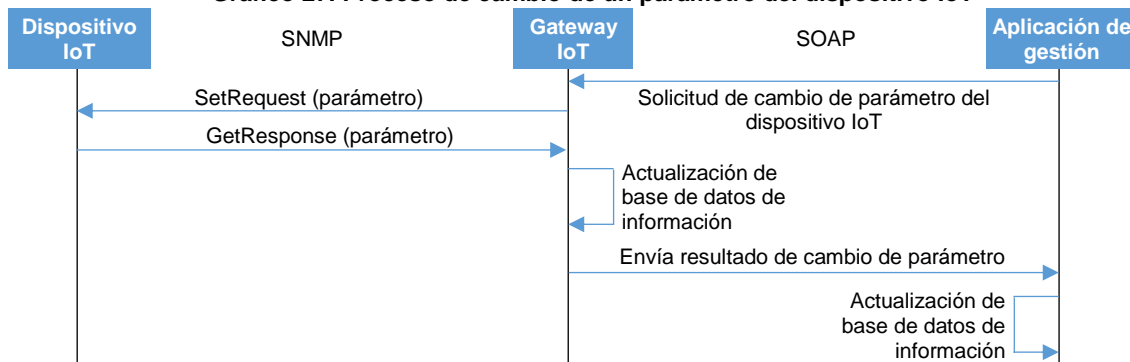 Dispositivo
IoT
SNMP
Gateway
IoT
SOAP
Aplicación de
gestión
Solicitud de cambio de parámetro del
dispositivo IoT
SetRequest (parámetro)
GetResponse (parámetro)
Actualización de
base de datos de
información
Envía resultado de cambio de parámetro
Actualización de
base de datos de
información